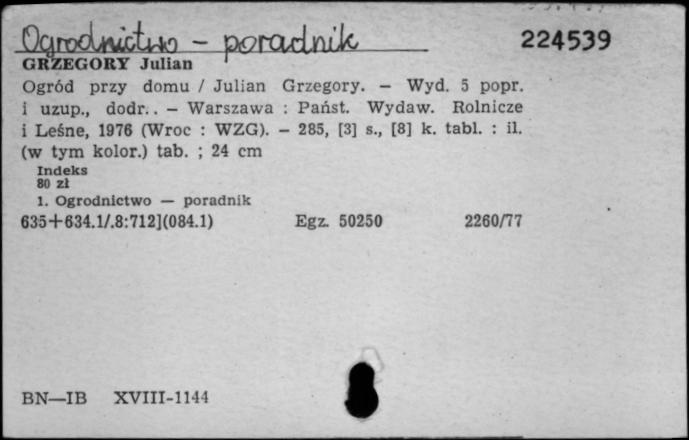 Ogrodnictwo - poradnik 224539
GRZEGORY Julian
Ogród przy domu / Julian Grzegory. — Wyd. 5 popr.
i uzup., dodr.. — Warszawa : Państ. Wydaw. Rolnicze
i Leśne, 1976 (Wroc : WZG). — 285, [3] s., [8] k. tabl. : il.
(w tym kolor.) tab. ; 24 cm
Indeks
80 zł
1. Ogrodnictwo — poradnik
635+634.1/.8:712](084.1) Egz. 50250 2260/77
BN—IB XVIII-1144